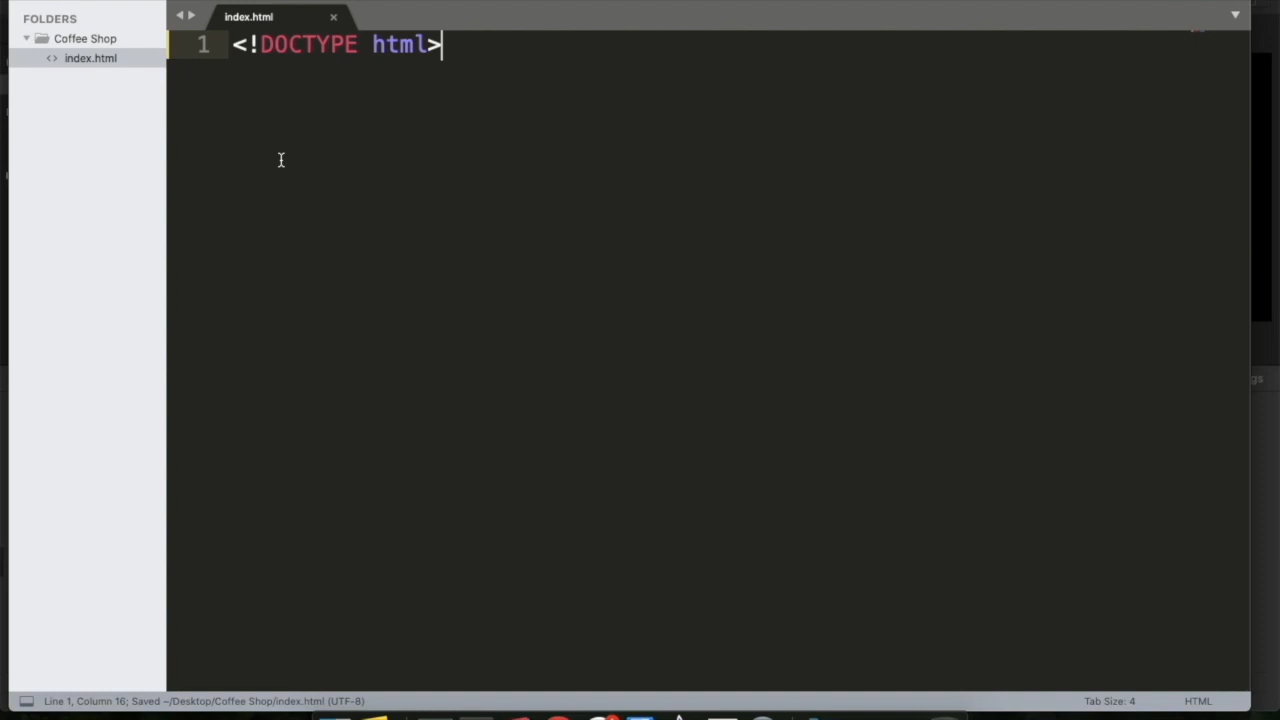 FOLDERS
Coffee Shop
index.html
index.html
1 <!DOCTYPE html>
Line 1, Column 16; Saved ~/Desktop/Coffee Shop/index.html (UTF-8)
Tab Size: 4
HTML
gs